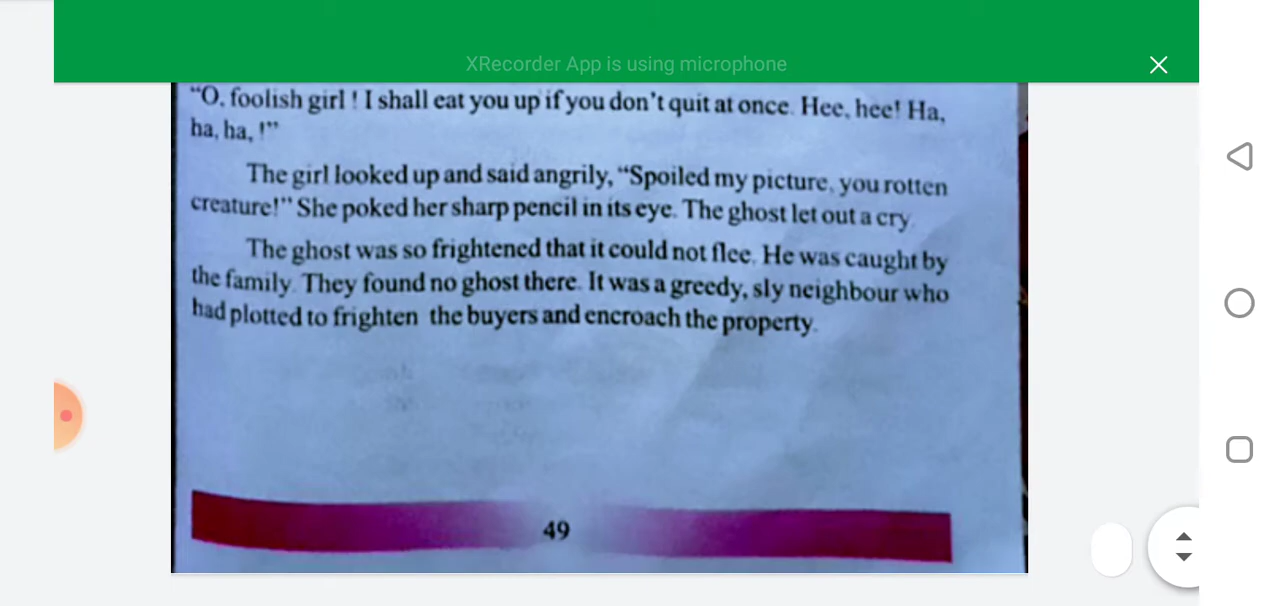 XRecorder App is using microphone
“O, foolish girl ! I shall eat you up if you don’t quit at once. Hee, hee! Ha,
ha, ha, !”
The girl looked up and said angrily, “Spoiled my picture, you rotten
creature!” She poked her sharp pencil in its eye. The ghost let out a cry.
The ghost was so frightened that it could not flee. He was caught by
the family. They found no ghost there. It was a greedy, sly neighbour who
had plotted to frighten the buyers and encroach the property.
49